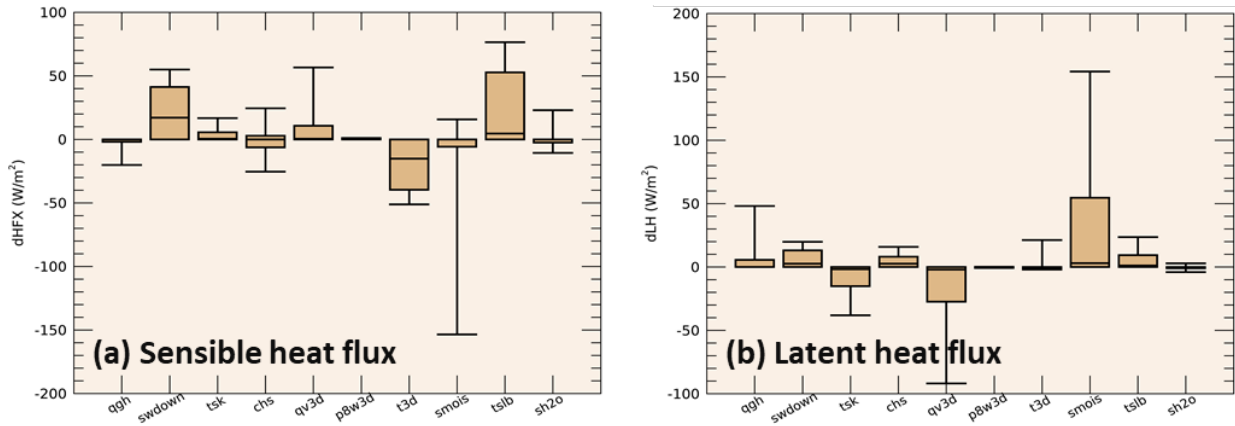 100
50
0
-50
-100
-150
-200
dHFX (W/m²)
(a) Sensible heat flux
qgh swdown tsk chs qv3d p8w3d t3d smois tslb sh2o
200
150
100
50
0
-50
-100
dLH (W/m²)
(b) Latent heat flux
qgh swdown tsk chs qv3d p8w3d t3d smois tslb sh2o